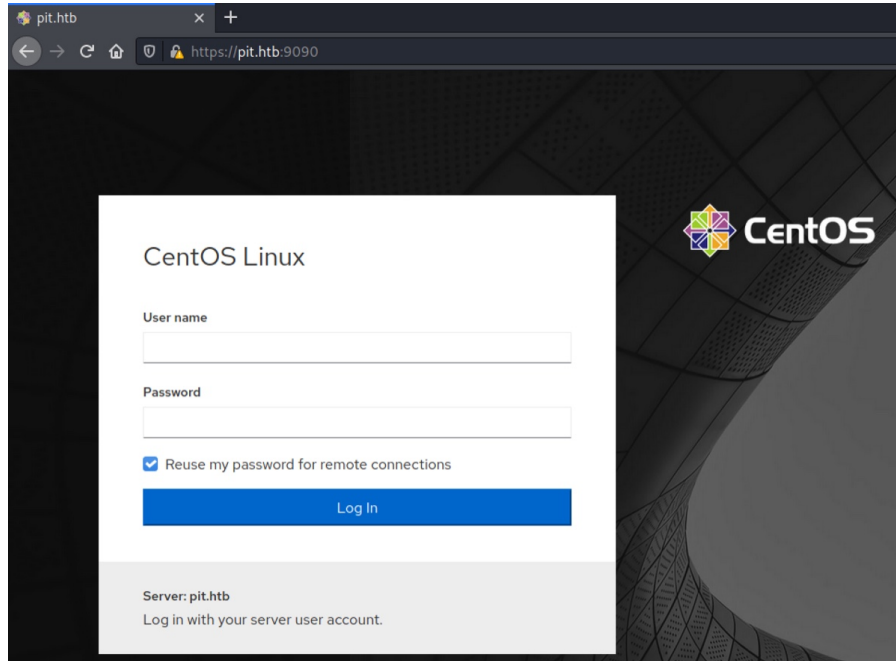 pit.htb
https://pit.htb:9090
CentOS
CentOS Linux
User name
Password
Reuse my password for remote connections
Log In
Server: pit.htb
Log in with your server user account.